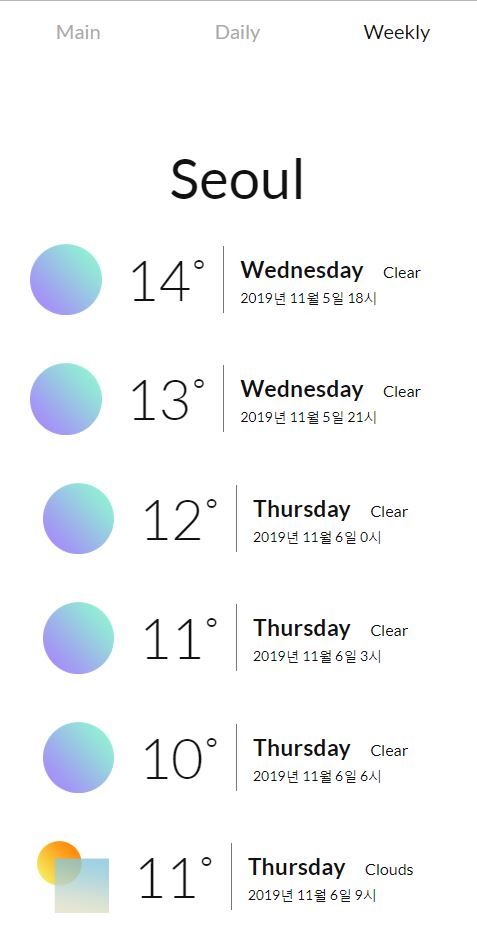 Main Daily Weekly
Seoul
14° Wednesday Clear
2019년 11월 5일 18시
13° Wednesday Clear
2019년 11월 5일 21시
12° Thursday Clear
2019년 11월 6일 0시
11° Thursday Clear
2019년 11월 6일 3시
10° Thursday Clear
2019년 11월 6일 6시
11° Thursday Clouds
2019년 11월 6일 9시